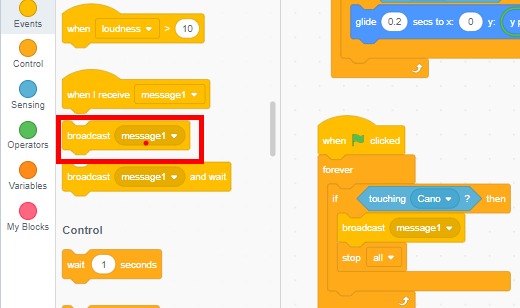 Events
Control
Sensing
Operators
Variables
My Blocks
when loudness > 10
when I receive message1
broadcast message1
broadcast message1 and wait
Control
wait 1 seconds
glide 0.2 secs to x: 0 y:
when clicked
forever
if touching Cano ? then
broadcast message1
stop all